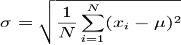 σ = √(1/N ∑_{i=1}^{N} (x_i − μ)²)